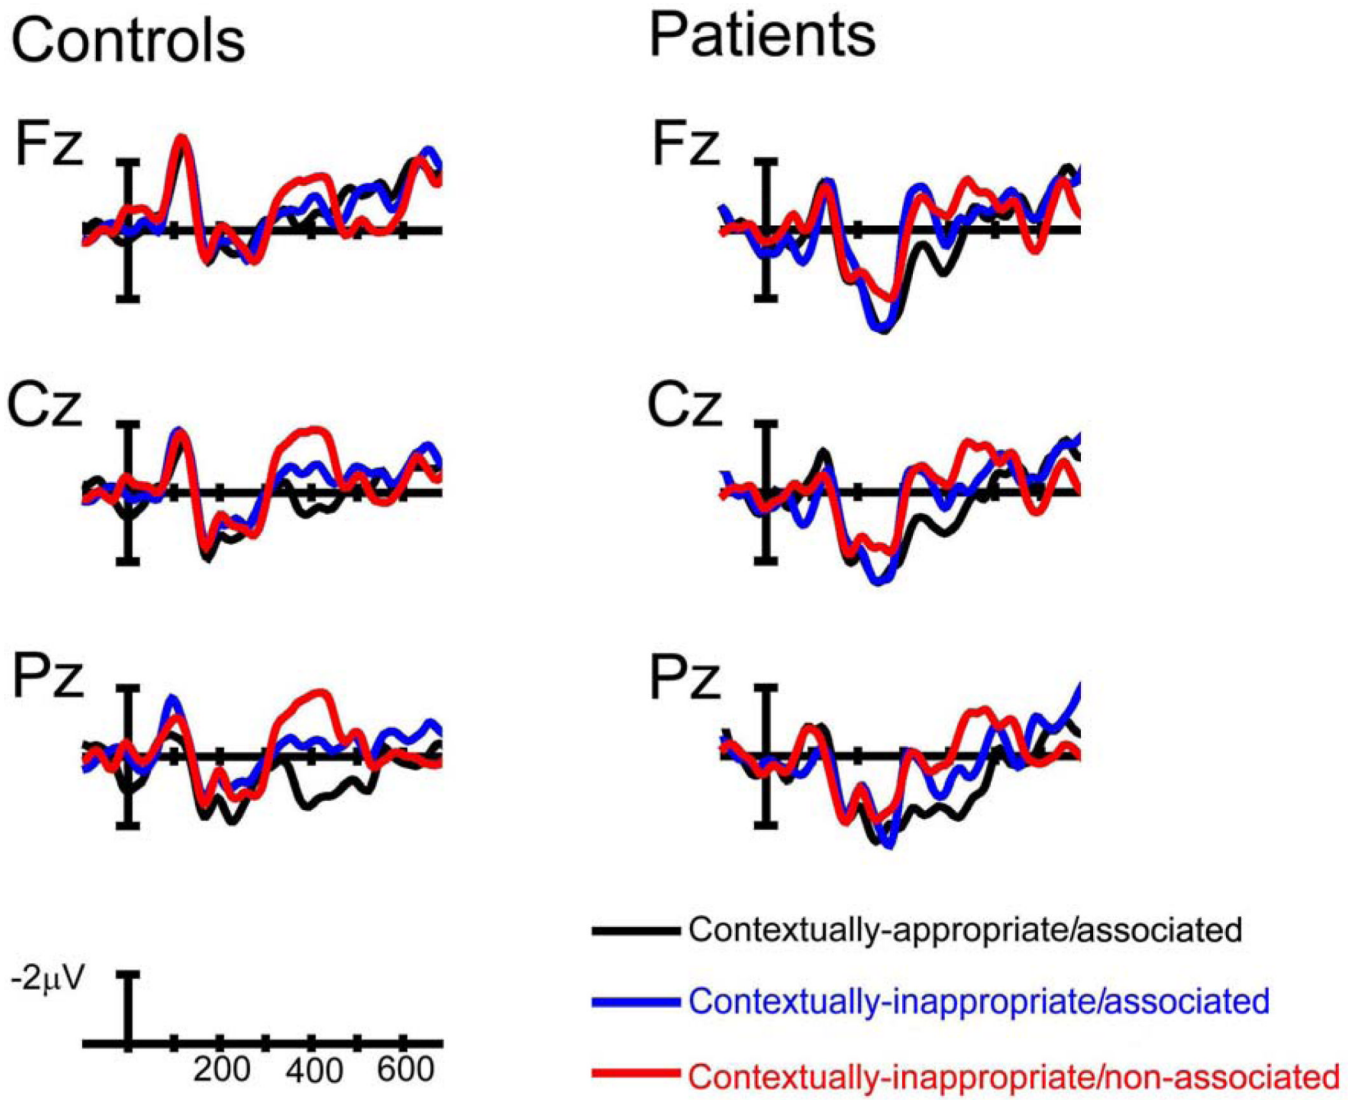 Controls
Patients
Fz
Fz
Cz
Cz
Pz
Pz
-2μV
200 400 600
Contextually-appropriate/associated
Contextually-inappropriate/associated
Contextually-inappropriate/non-associated